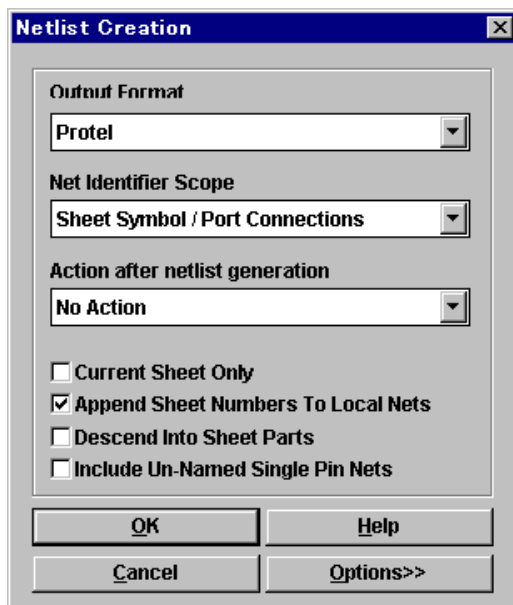 Netlist Creation
Output Format
Protel
Net Identifier Scope
Sheet Symbol / Port Connections
Action after netlist generation
No Action
Current Sheet Only
Append Sheet Numbers To Local Nets
Descend Into Sheet Parts
Include Un-Named Single Pin Nets
OK
Help
Cancel
Options>>